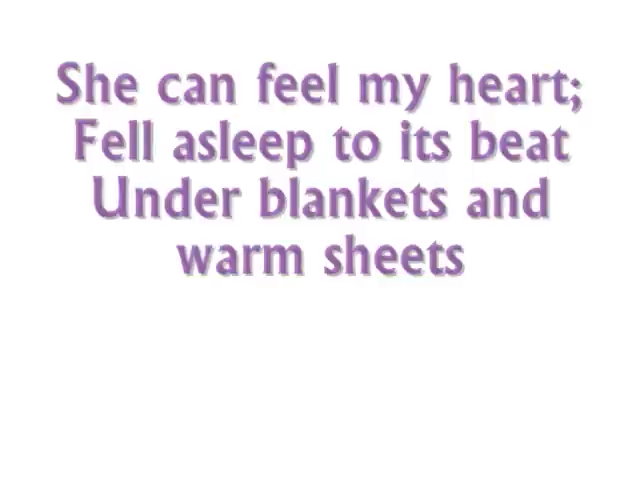 She can feel my heart;
Fell asleep to its beat
Under blankets and
warm sheets